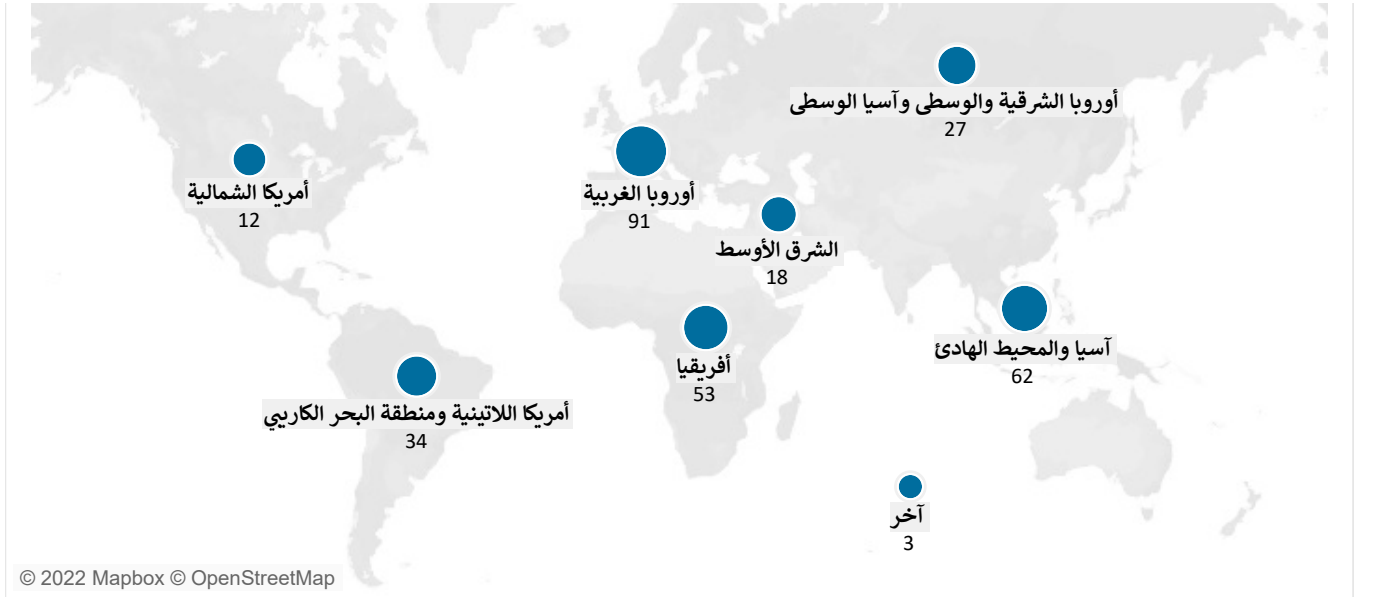 أوروبا الشرقية والوسطى وآسيا الوسطى
27
أمريكا الشمالية
12
أوروبا الغربية
91
الشرق الأوسط
18
آسيا والمحيط الهادئ
62
أفريقيا
53
أمريكا اللاتينية ومنطقة البحر الكاريبي
34
آخر
3
© 2022 Mapbox © OpenStreetMap